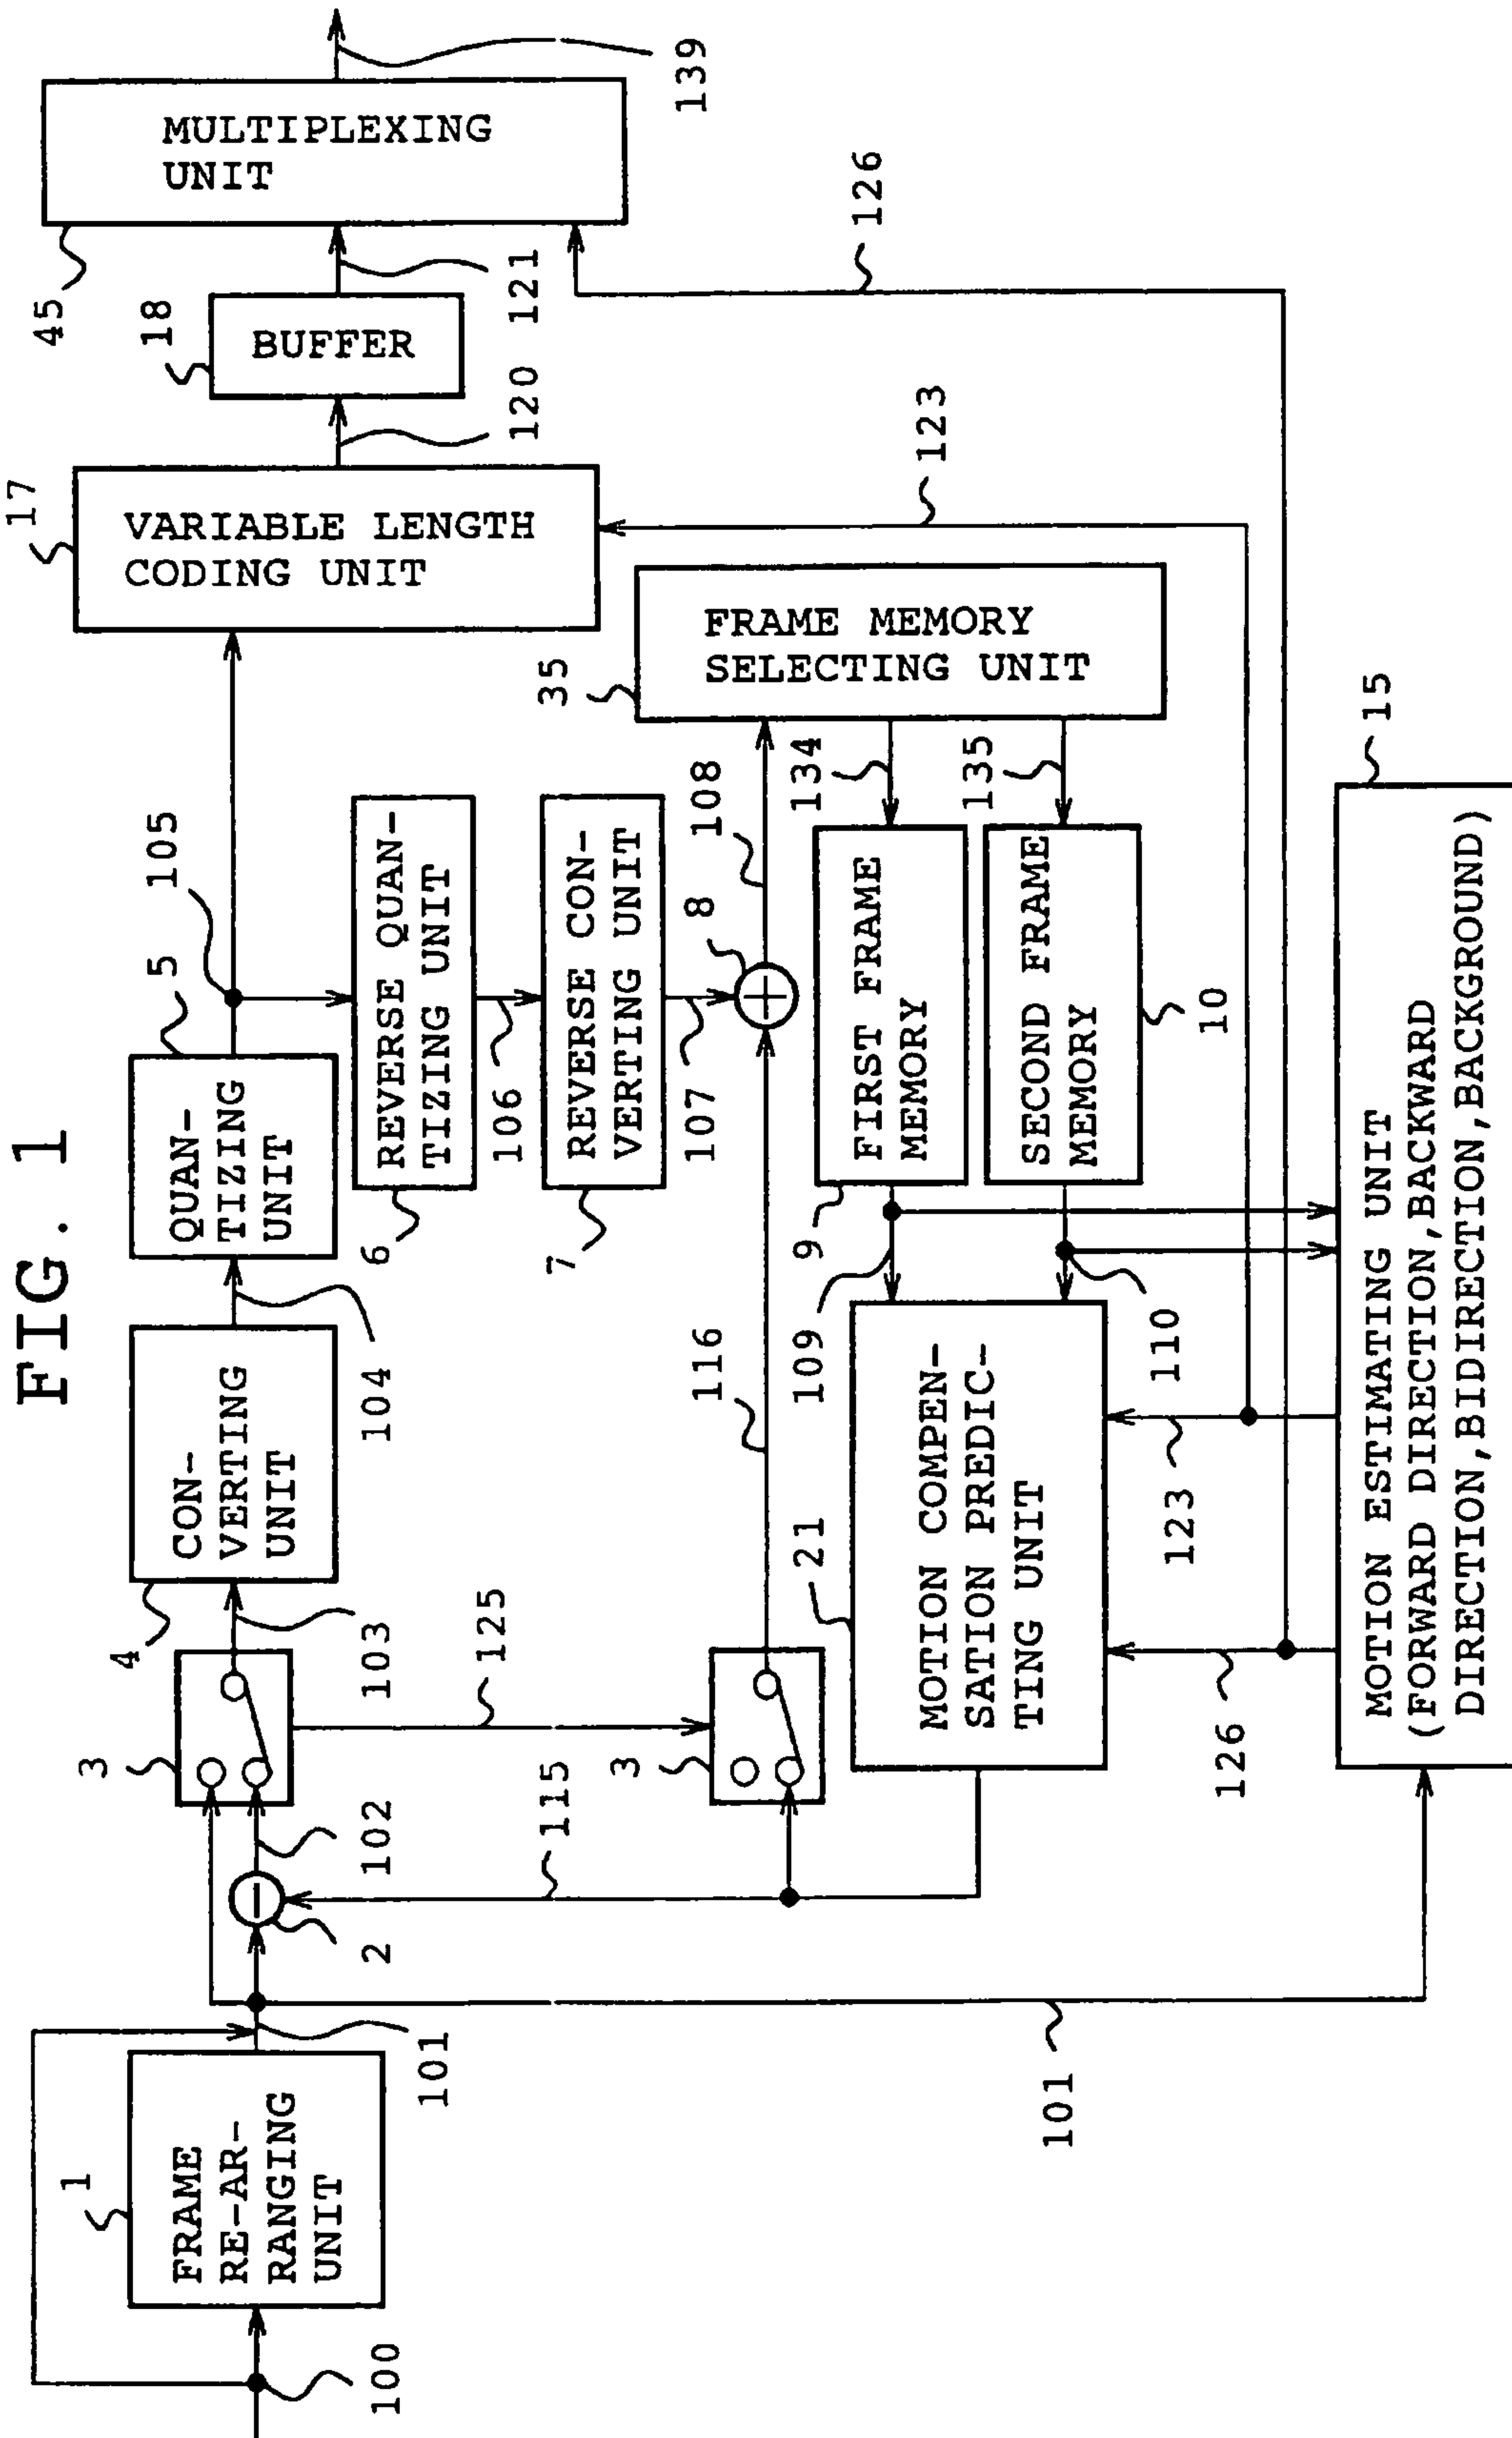 FIG. 1
1
FRAME
RE-AR-
RANGING
UNIT
100
101
101
2
102
3
103
125
115
4
CON-
VERTING
UNIT
104
5
QUAN-
TIZING
UNIT
105
6
REVERSE QUAN-
TIZING UNIT
106
7
REVERSE CON-
VERTING UNIT
107
8
108
3
116
17
VARIABLE LENGTH
CODING UNIT
120
18
BUFFER
121
45
MULTIPLEXING
UNIT
139
126
123
35
FRAME MEMORY
SELECTING UNIT
134
135
9
FIRST FRAME
MEMORY
109
SECOND FRAME
MEMORY
10
110
21
MOTION COMPEN-
SATION PREDIC-
TING UNIT
126
123
15
MOTION ESTIMATING UNIT
(FORWARD DIRECTION,BACKWARD
DIRECTION,BIDIRECTION,BACKGROUND)